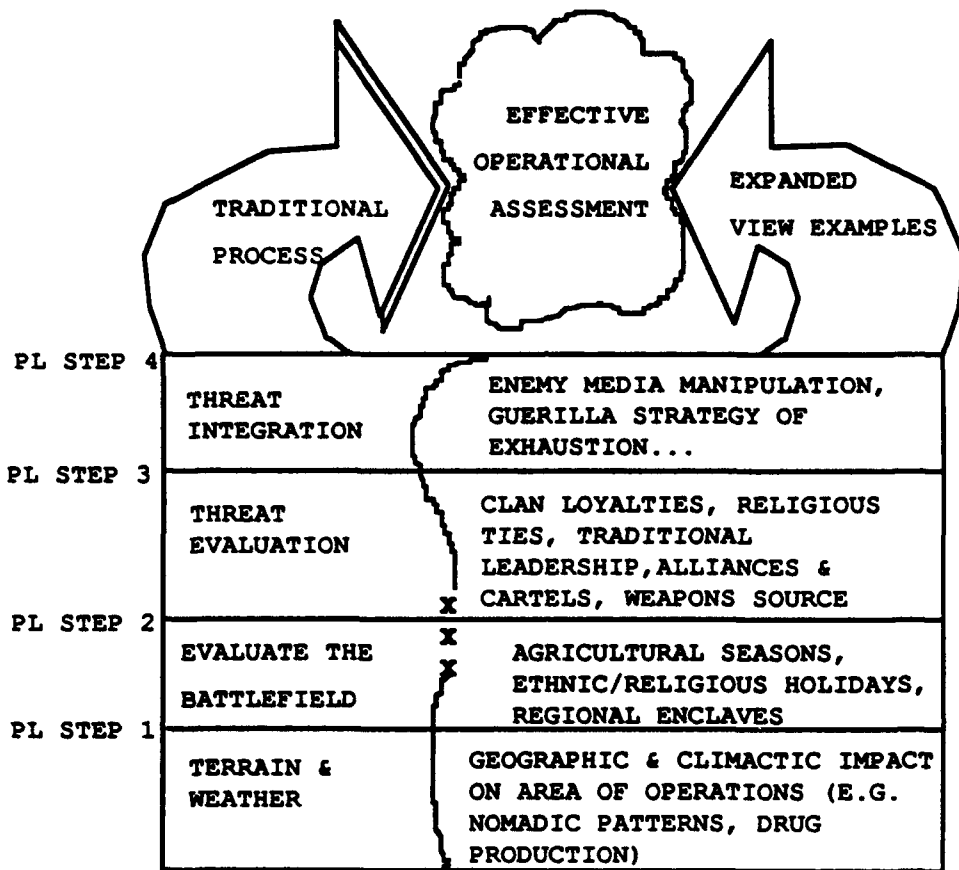 EFFECTIVE
OPERATIONAL
ASSESSMENT
TRADITIONAL
PROCESS
EXPANDED
VIEW EXAMPLES
PL STEP 4
THREAT
INTEGRATION
ENEMY MEDIA MANIPULATION,
GUERILLA STRATEGY OF
EXHAUSTION...
PL STEP 3
THREAT
EVALUATION
CLAN LOYALTIES, RELIGIOUS
TIES, TRADITIONAL
LEADERSHIP,ALLIANCES &
CARTELS, WEAPONS SOURCE
X
PL STEP 2
X
X
EVALUATE THE
BATTLEFIELD
AGRICULTURAL SEASONS,
ETHNIC/RELIGIOUS HOLIDAYS,
REGIONAL ENCLAVES
PL STEP 1
TERRAIN &
WEATHER
GEOGRAPHIC & CLIMACTIC IMPACT
ON AREA OF OPERATIONS (E.G.
NOMADIC PATTERNS, DRUG
PRODUCTION)